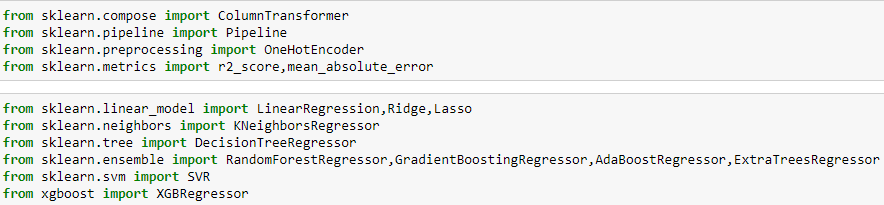 from sklearn.compose import ColumnTransformer
from sklearn.pipeline import Pipeline
from sklearn.preprocessing import OneHotEncoder
from sklearn.metrics import r2_score,mean_absolute_error
from sklearn.linear_model import LinearRegression,Ridge,Lasso
from sklearn.neighbors import KNeighborsRegressor
from sklearn.tree import DecisionTreeRegressor
from sklearn.ensemble import RandomForestRegressor,GradientBoostingRegressor,AdaBoostRegressor,ExtraTreesRegressor
from sklearn.svm import SVR
from xgboost import XGBRegressor